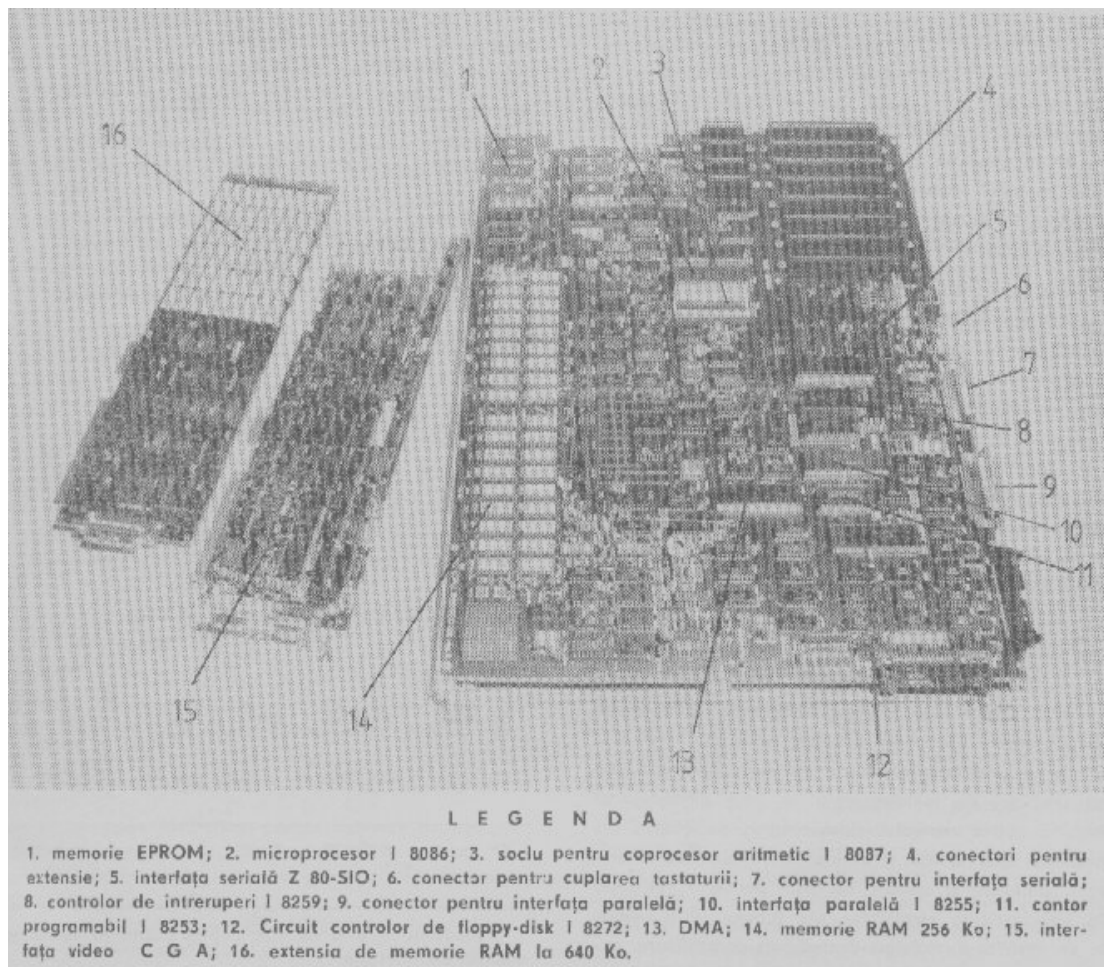 1
2
3
4
5
6
7
8
9
10
11
12
13
14
15
16
L E G E N D A
1. memorie EPROM; 2. microprocesor I 8086; 3. soclu pentru coprocesor aritmetic I 8087; 4. conectori pentru
extensie; 5. interfața serială Z 80-SIO; 6. conector pentru cuplarea tastaturii; 7. conector pentru interfața serială;
8. controlor de intreruperi I 8259; 9. conector pentru interfața paralelă; 10. interfața paralelă I 8255; 11. contor
programabil I 8253; 12. Circuit controlor de floppy-disk I 8272; 13. DMA; 14. memorie RAM 256 Ko; 15. inter-
fața video C G A; 16. extensia de memorie RAM la 640 Ko.